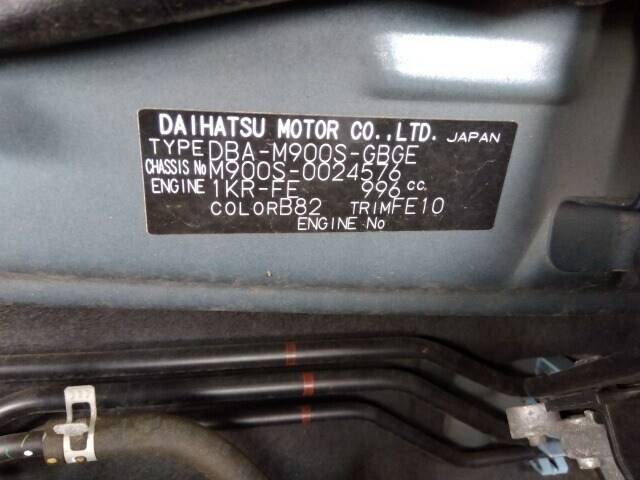 DAIHATSU MOTOR CO.,LTD. JAPAN
TYPE DBA-M900S-GBGE
CHASSIS No M900S-0024576
ENGINE 1KR-FE 996 cc.
COLOR B82 TRIM FE10
ENGINE No